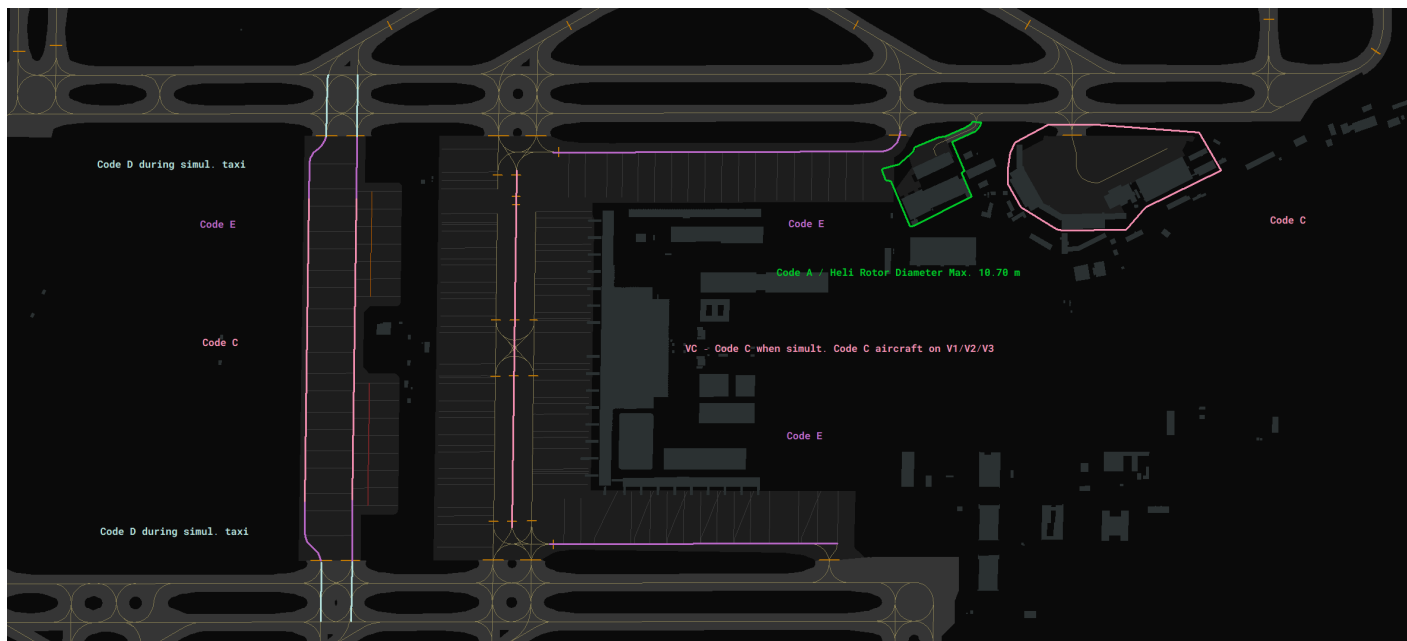 Code D during simul. taxi
Code E
Code E
Code C
Code A / Heli Rotor Diameter Max. 10.70 m
Code C
VC - Code C when simult. Code C aircraft on V1/V2/V3
Code E
Code D during simul. taxi